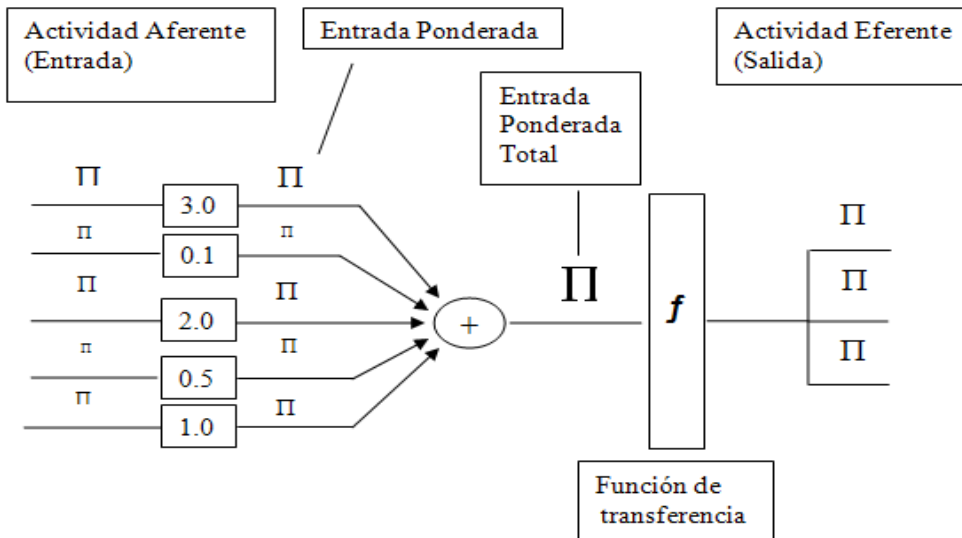 Actividad Aferente
(Entrada)
Entrada Ponderada
Actividad Eferente
(Salida)
Entrada
Ponderada
Total
Π
Π
3.0
Π
Π
0.1
Π
Π
2.0
Π
Π
0.5
Π
Π
1.0
+
Π
f
Π
Π
Π
Función de
transferencia